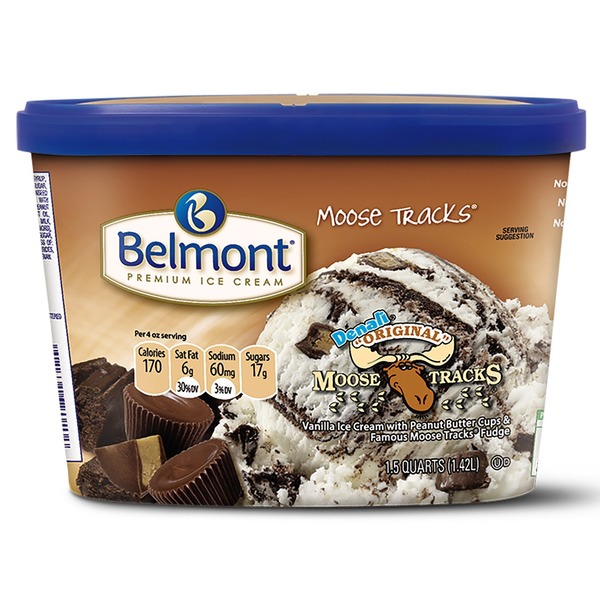 Moose Tracks®
SERVING
SUGGESTION
B
Belmont®
PREMIUM ICE CREAM
Per 4 oz serving
Calories
170
Sat Fat
6g
30% DV
Sodium
60mg
3% DV
Sugars
17g
Denali®
"ORIGINAL"
MOOSE TRACKS
Vanilla Ice Cream with Peanut Butter Cups &
Famous Moose Tracks® Fudge
1.5 QUARTS (1.42L) Ⓤ D
No
N
No